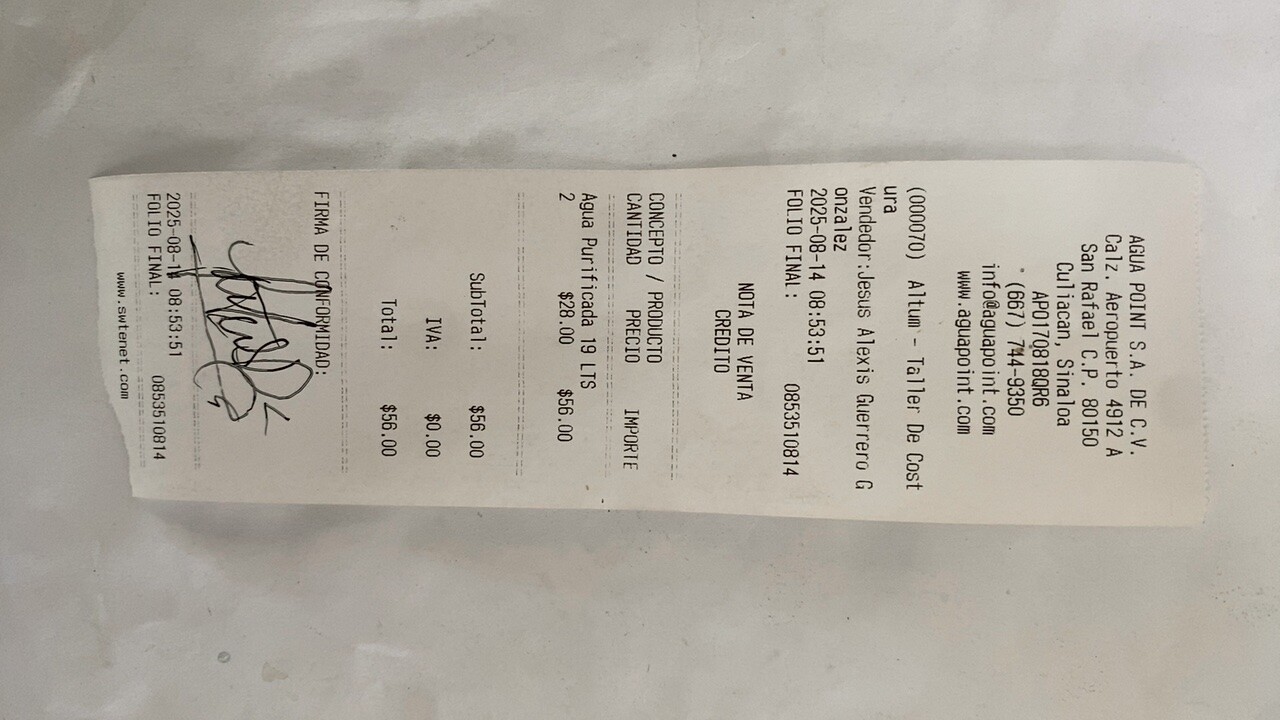 AGUA POINT S.A. DE C.V.
Calz. Aeropuerto 4912 A
San Rafael C.P. 80150
Culiacan, Sinaloa
APO170818QR6
(667) 744-9350
info@aguapoint.com
www.aguapoint.com
(000070) Altum - Taller De Cost
ura
Vendedor:Jesus Alexis Guerrero G
onzalez
2025-08-14 08:53:51
FOLIO FINAL: 0853510814
NOTA DE VENTA
CREDITO
CONCEPTO / PRODUCTO
CANTIDAD PRECIO IMPORTE
Agua Purificada 19 LTS
2 $28.00 $56.00
SubTotal: $56.00
IVA: $0.00
Total: $56.00
FIRMA DE CONFORMIDAD:
2025-08-14 08:53:51
FOLIO FINAL: 0853510814
www.swtenet.com